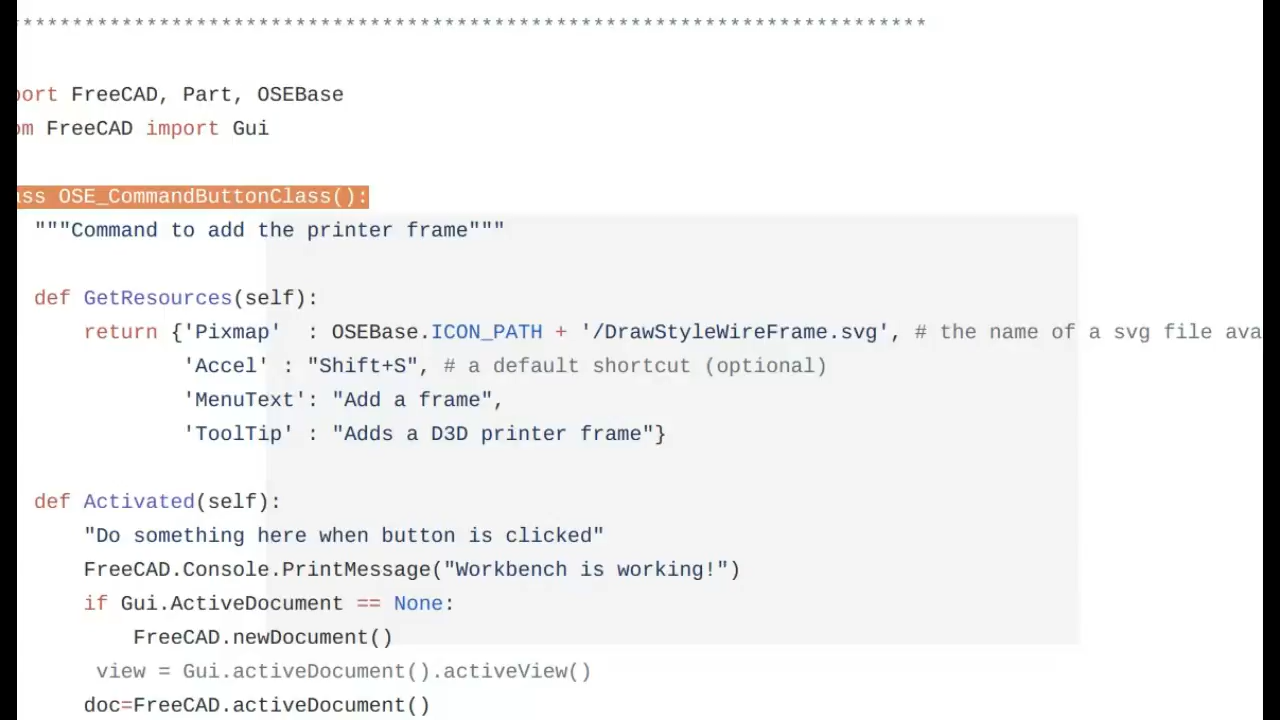 ***************************************************************************
port FreeCAD, Part, OSEBase
om FreeCAD import Gui
ass OSE_CommandButtonClass():
"""Command to add the printer frame"""
def GetResources(self):
return {'Pixmap'  : OSEBase.ICON_PATH + '/DrawStyleWireFrame.svg', # the name of a svg file ava
'Accel' : "Shift+S", # a default shortcut (optional)
'MenuText': "Add a frame",
'ToolTip' : "Adds a D3D printer frame"}
def Activated(self):
"Do something here when button is clicked"
FreeCAD.Console.PrintMessage("Workbench is working!")
if Gui.ActiveDocument == None:
FreeCAD.newDocument()
view = Gui.activeDocument().activeView()
doc=FreeCAD.activeDocument()